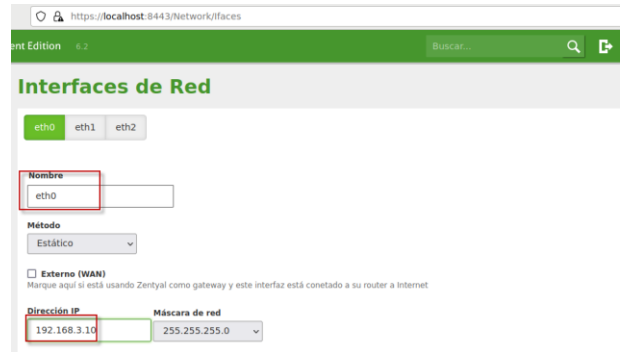 https://localhost:8443/Network/Ifaces
ent Edition 6.2 Buscar...
Interfaces de Red
eth0 eth1 eth2
Nombre
eth0
Método
Estático
Externo (WAN)
Marque aquí si está usando Zentyal como gateway y este interfaz está conetado a su router a Internet
Dirección IP Máscara de red
192.168.3.10 255.255.255.0